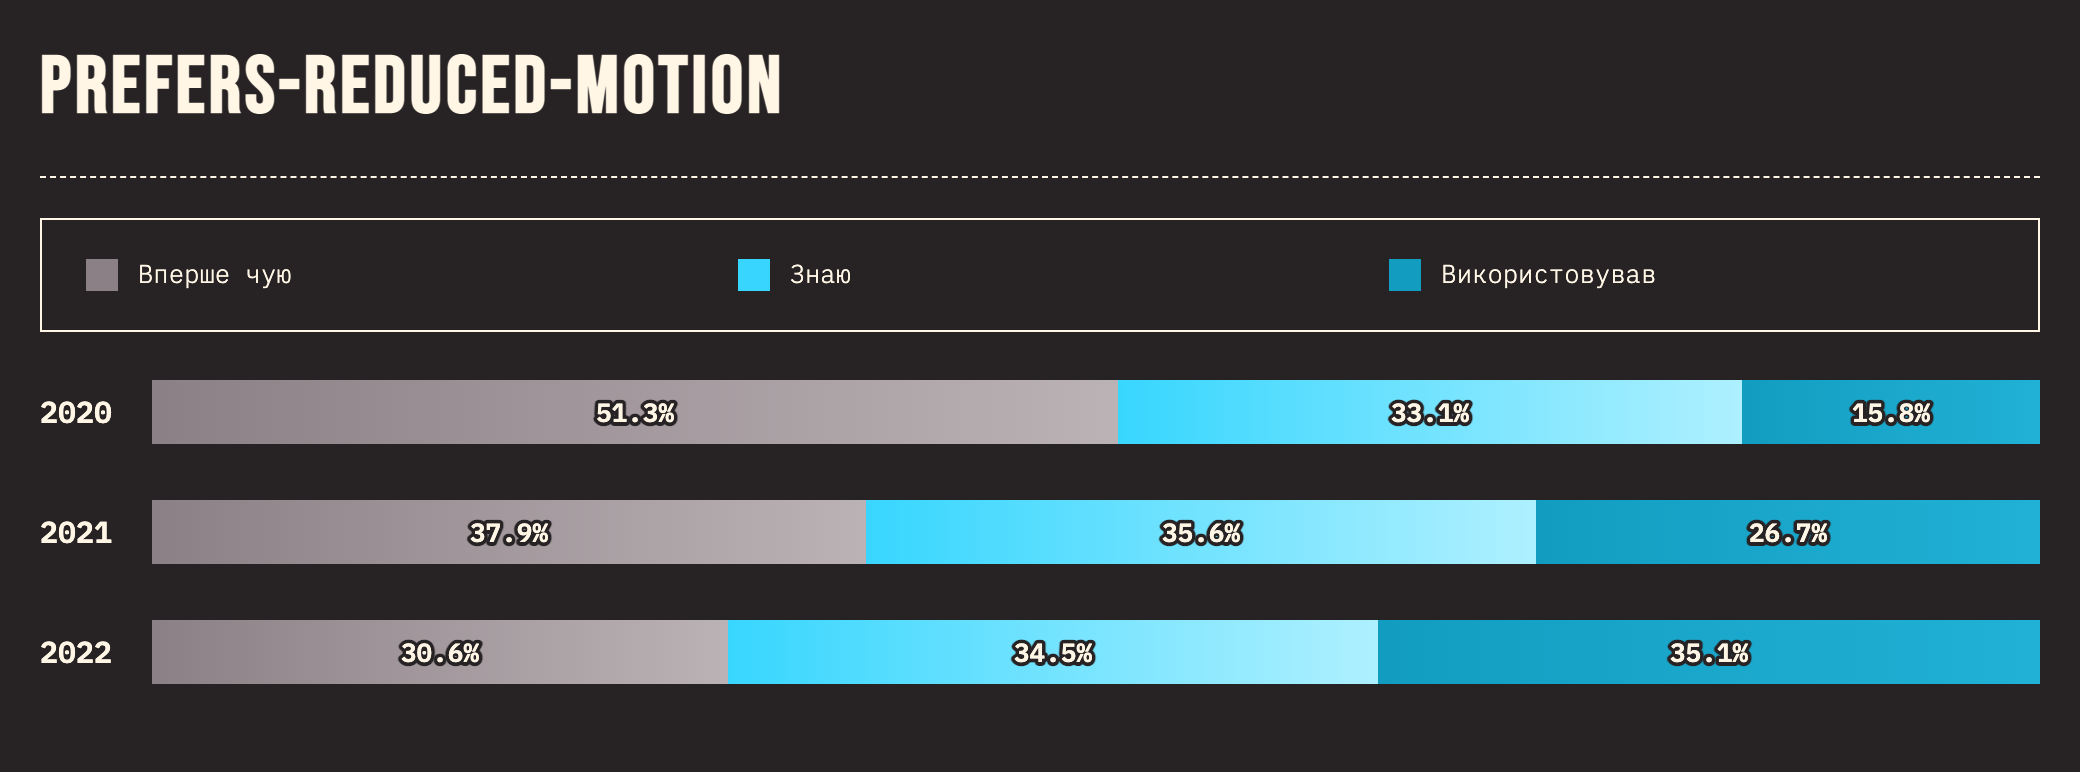 PREFERS-REDUCED-MOTION
Вперше чую Знаю Використовував
2020 51.3% 33.1% 15.8%
2021 37.9% 35.6% 26.7%
2022 30.6% 34.5% 35.1%